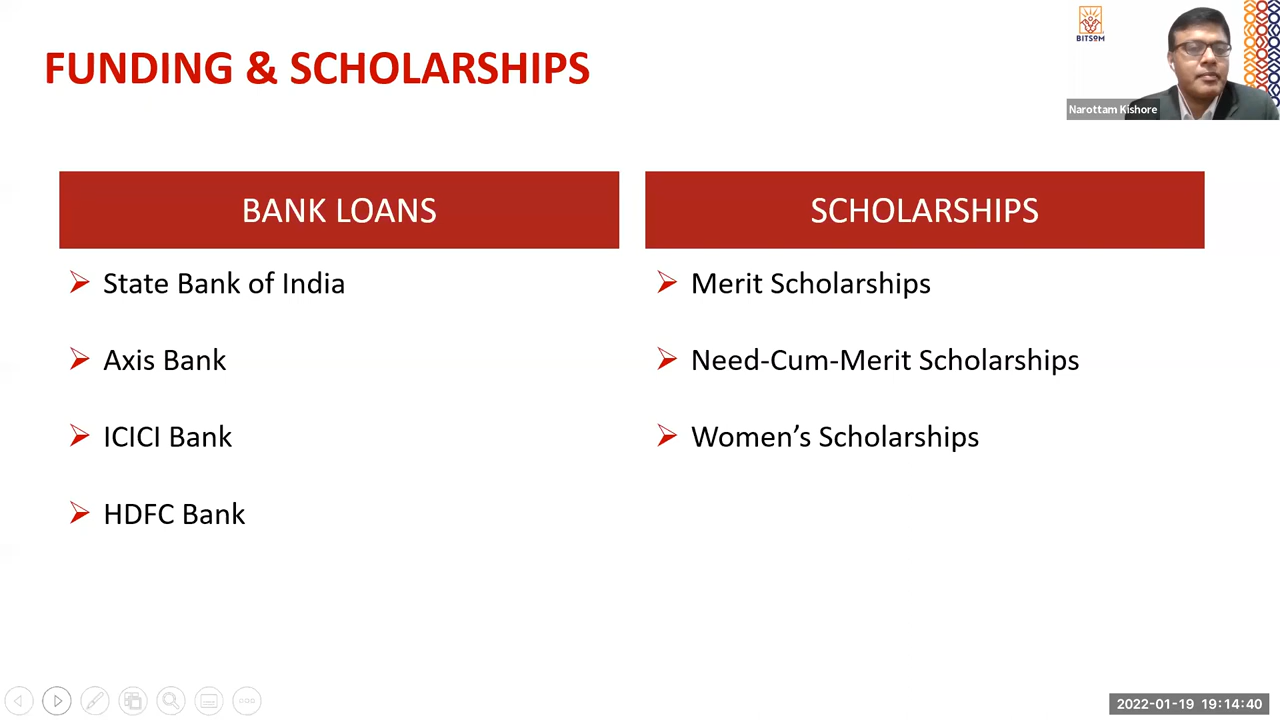 FUNDING & SCHOLARSHIPS
BITSOM
Narottam Kishore
BANK LOANS
State Bank of India
Axis Bank
ICICI Bank
HDFC Bank
SCHOLARSHIPS
Merit Scholarships
Need-Cum-Merit Scholarships
Women’s Scholarships
2022-01-19 19:14:40